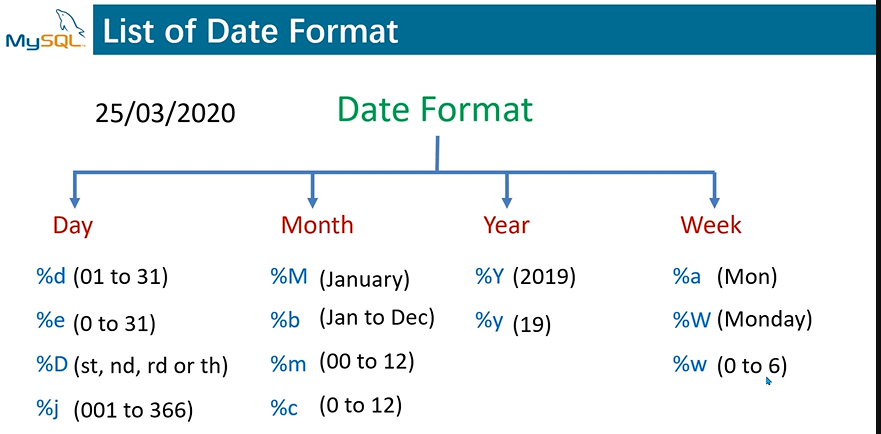 MySQL List of Date Format
25/03/2020 Date Format
Day Month Year Week
%d (01 to 31) %M (January) %Y (2019) %a (Mon)
%e (0 to 31) %b (Jan to Dec) %y (19) %W (Monday)
%D (st, nd, rd or th) %m (00 to 12) %w (0 to 6)
%j (001 to 366) %c (0 to 12)